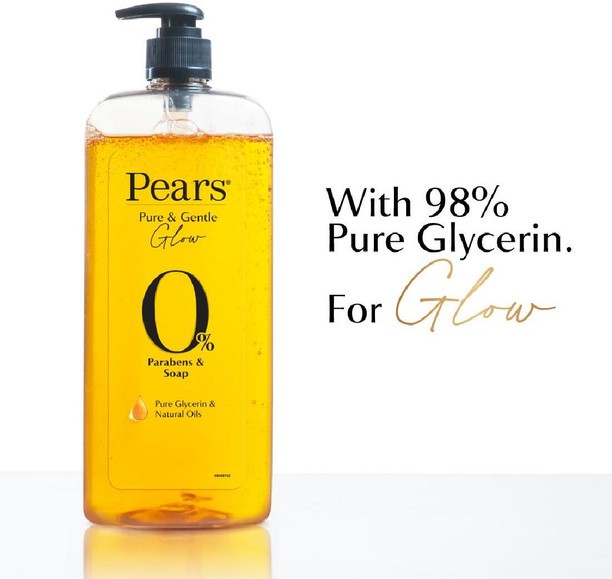 Pears®
Pure & Gentle
Glow
0%
Parabens &
Soap
Pure Glycerin &
Natural Oils
With 98%
Pure Glycerin.
For Glow